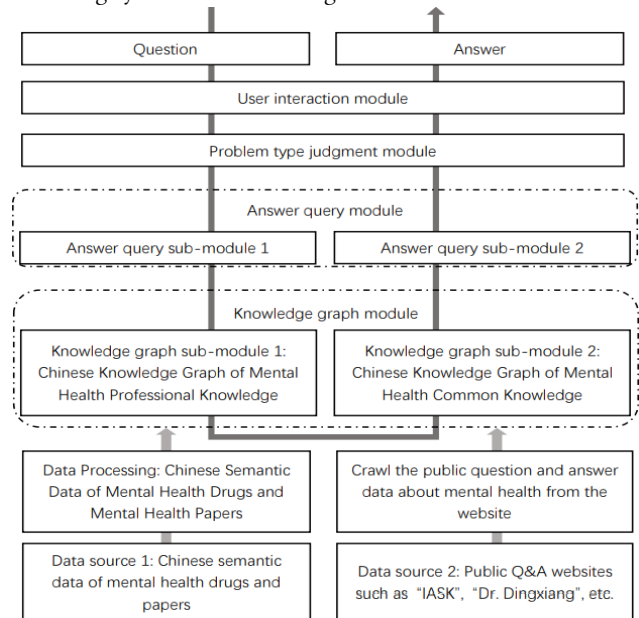 Question
Answer
User interaction module
Problem type judgment module
Answer query module
Answer query sub-module 1
Answer query sub-module 2
Knowledge graph module
Knowledge graph sub-module 1:
Chinese Knowledge Graph of Mental
Health Professional Knowledge
Knowledge graph sub-module 2:
Chinese Knowledge Graph of Mental
Health Common Knowledge
Data Processing: Chinese Semantic
Data of Mental Health Drugs and
Mental Health Papers
Crawl the public question and answer
data about mental health from the
website
Data source 1: Chinese semantic
data of mental health drugs and
papers
Data source 2: Public Q&A websites
such as “IASK”, “Dr. Dingxiang”, etc.